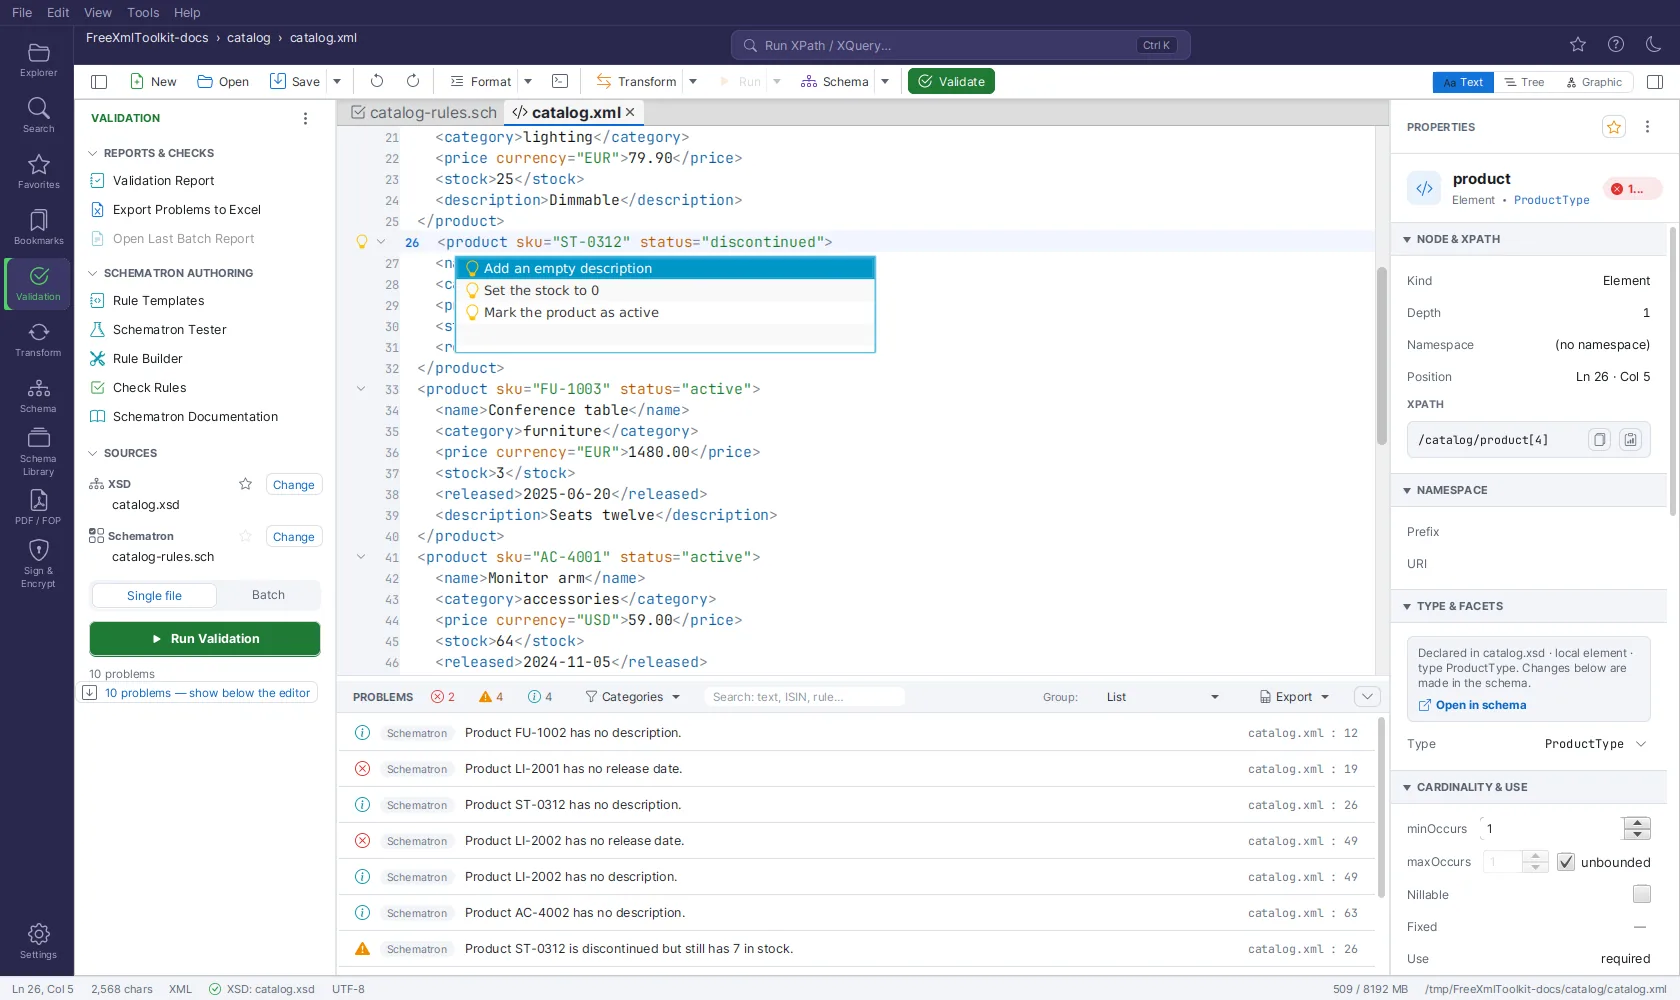 File Edit View Tools Help
FreeXmlToolkit-docs › catalog › catalog.xml
Run XPath / XQuery... Ctrl K
New Open Save Format Transform Run Schema Validate Aa Text Tree Graphic
Explorer
Search
Favorites
Bookmarks
Validation
Transform
Schema
Schema
Library
PDF / FOP
Sign &
Encrypt
Settings
VALIDATION
REPORTS & CHECKS
Validation Report
Export Problems to Excel
Open Last Batch Report
SCHEMATRON AUTHORING
Rule Templates
Schematron Tester
Rule Builder
Check Rules
Schematron Documentation
SOURCES
XSD Change
catalog.xsd
Schematron Change
catalog-rules.sch
Single file Batch
Run Validation
10 problems
10 problems — show below the editor
catalog-rules.sch catalog.xml
21 <category>lighting</category>
22 <price currency="EUR">79.90</price>
23 <stock>25</stock>
24 <description>Dimmable</description>
25 </product>
26 <product sku="ST-0312" status="discontinued">
27 <n
28 <c
29 <p
30 <s
31 <r
Add an empty description
Set the stock to 0
Mark the product as active
32 </product>
33 <product sku="FU-1003" status="active">
34 <name>Conference table</name>
35 <category>furniture</category>
36 <price currency="EUR">1480.00</price>
37 <stock>3</stock>
38 <released>2025-06-20</released>
39 <description>Seats twelve</description>
40 </product>
41 <product sku="AC-4001" status="active">
42 <name>Monitor arm</name>
43 <category>accessories</category>
44 <price currency="USD">59.00</price>
45 <stock>64</stock>
46 <released>2024-11-05</released>
PROBLEMS 2 4 4 Categories Search: text, ISIN, rule... Group: List Export
Schematron Product FU-1002 has no description. catalog.xml : 12
Schematron Product LI-2001 has no release date. catalog.xml : 19
Schematron Product ST-0312 has no description. catalog.xml : 26
Schematron Product LI-2002 has no release date. catalog.xml : 49
Schematron Product LI-2002 has no description. catalog.xml : 49
Schematron Product AC-4002 has no description. catalog.xml : 63
Schematron Product ST-0312 is discontinued but still has 7 in stock. catalog.xml : 26
PROPERTIES
product
Element • ProductType
1...
NODE & XPATH
Kind Element
Depth 1
Namespace (no namespace)
Position Ln 26 · Col 5
XPATH
/catalog/product[4]
NAMESPACE
Prefix
URI
TYPE & FACETS
Declared in catalog.xsd · local element ·
type ProductType. Changes below are
made in the schema.
Open in schema
Type ProductType
CARDINALITY & USE
minOccurs 1
maxOccurs 1 unbounded
Nillable
Fixed —
Use required
Ln 26, Col 5 2,568 chars XML XSD: catalog.xsd UTF-8 509 / 8192 MB /tmp/FreeXmlToolkit-docs/catalog/catalog.xml